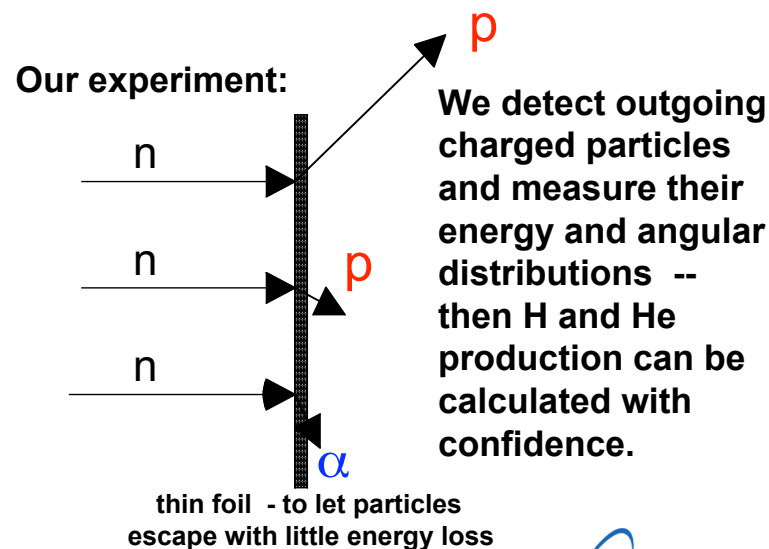 p
Our experiment:
n
n
p
n
α
thin foil - to let particles
escape with little energy loss
We detect outgoing
charged particles
and measure their
energy and angular
distributions --
then H and He
production can be
calculated with
confidence.